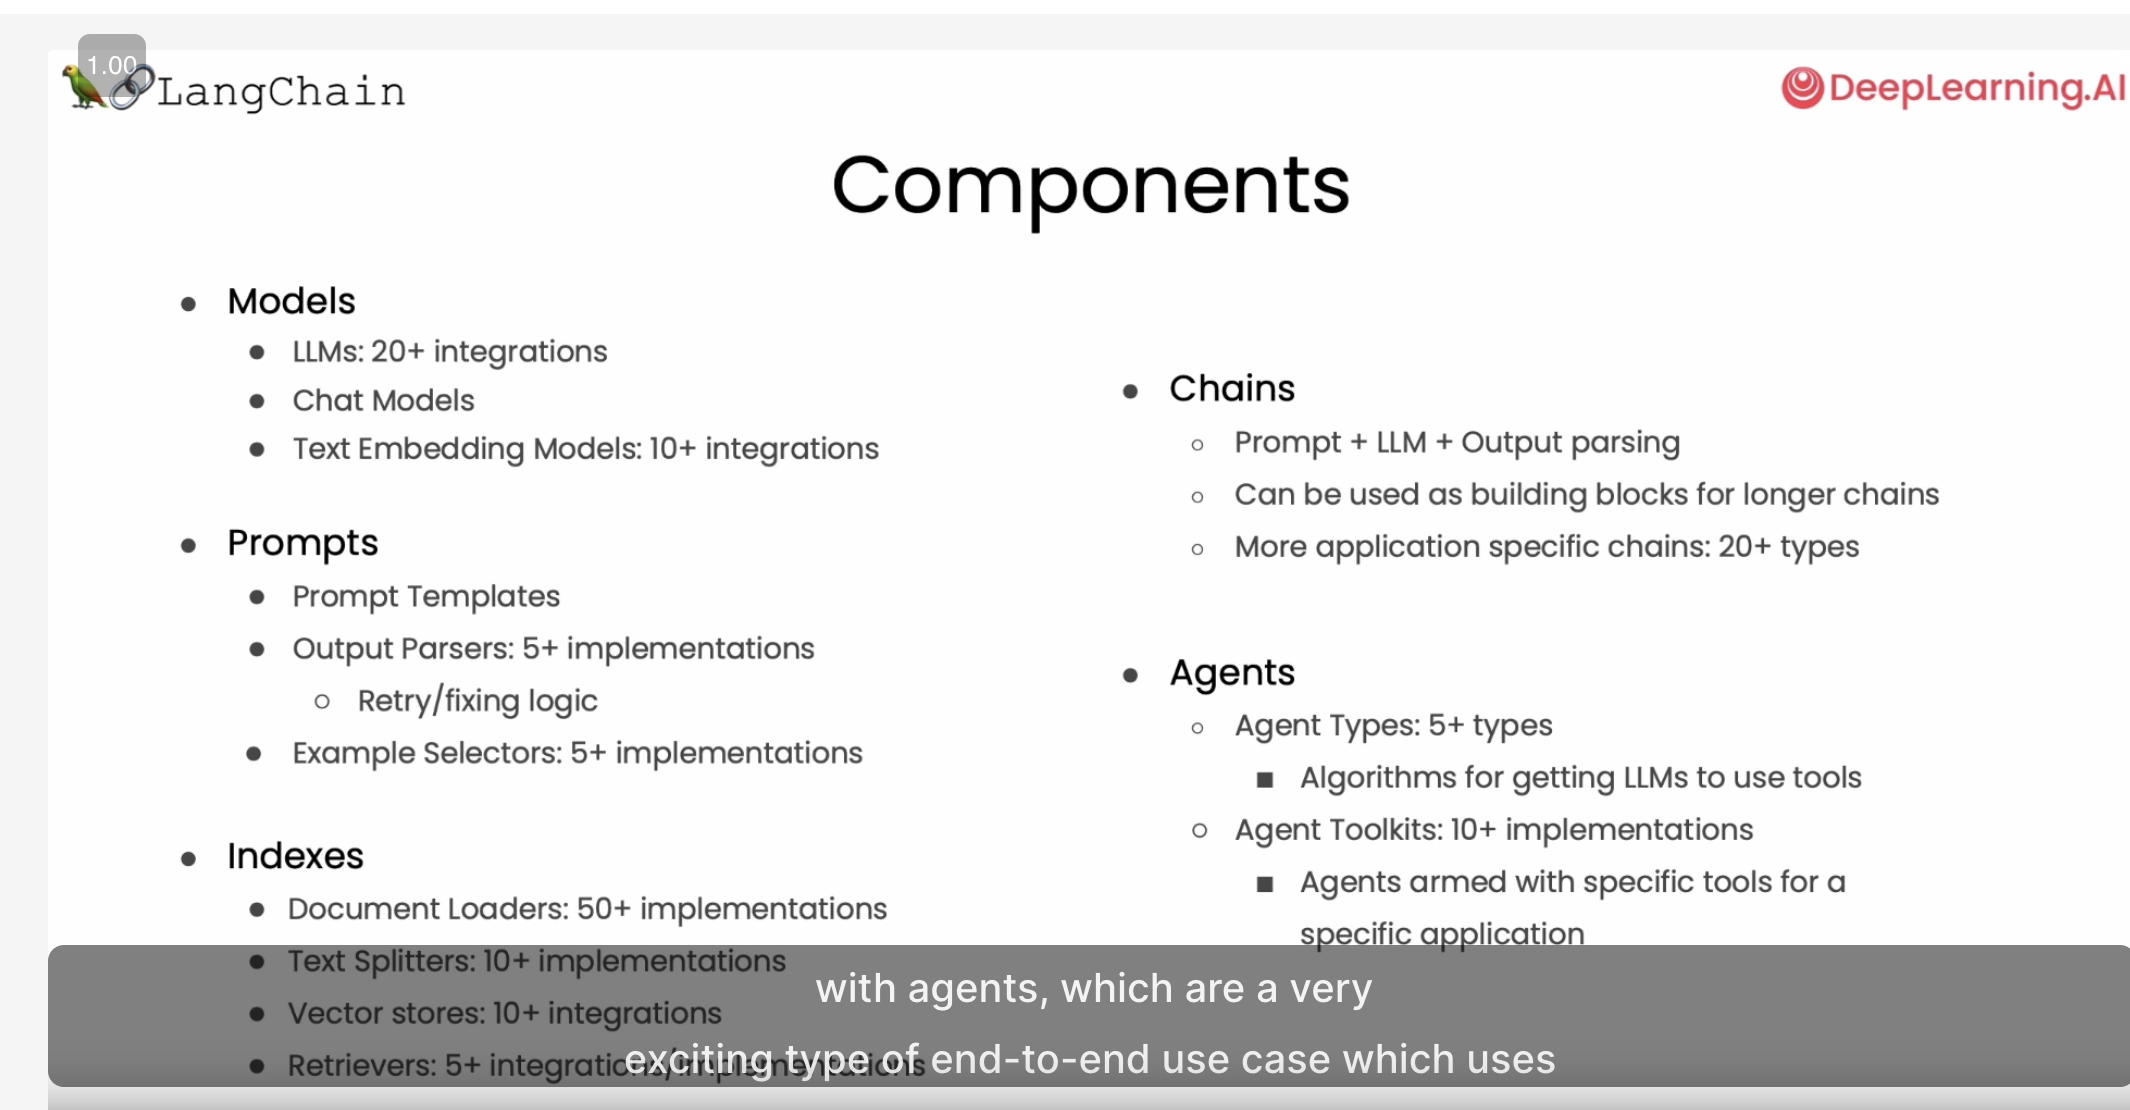 1.00
LangChain
DeepLearning.AI
Components
● Models
● LLMs: 20+ integrations
● Chat Models
● Text Embedding Models: 10+ integrations
● Prompts
● Prompt Templates
● Output Parsers: 5+ implementations
○ Retry/fixing logic
● Example Selectors: 5+ implementations
● Indexes
● Document Loaders: 50+ implementations
● Text Splitters: 10+ implementations
● Vector stores: 10+ integrations
● Retrievers: 5+ integrations/implementations
● Chains
○ Prompt + LLM + Output parsing
○ Can be used as building blocks for longer chains
○ More application specific chains: 20+ types
● Agents
○ Agent Types: 5+ types
■ Algorithms for getting LLMs to use tools
○ Agent Toolkits: 10+ implementations
■ Agents armed with specific tools for a
specific application
with agents, which are a very
exciting type of end-to-end use case which uses